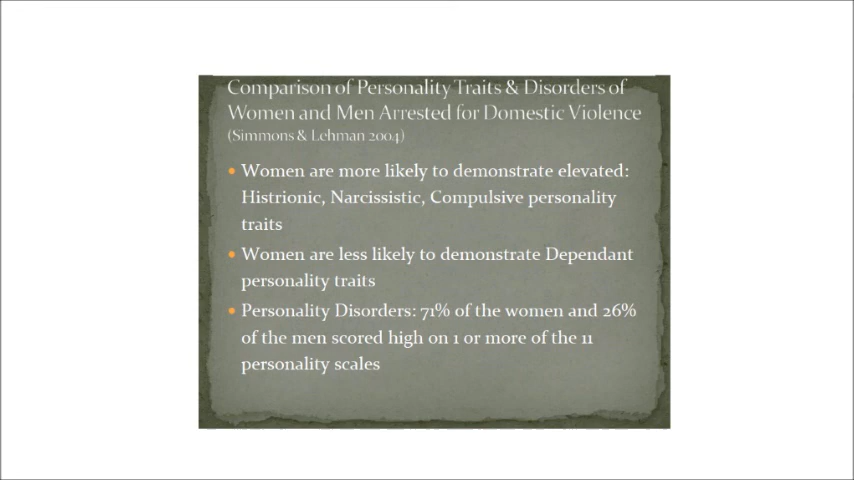 Comparison of Personality Traits & Disorders of
Women and Men Arrested for Domestic Violence
(Simmons & Lehman 2004)
• Women are more likely to demonstrate elevated:
Histrionic, Narcissistic, Compulsive personality
traits
• Women are less likely to demonstrate Dependant
personality traits
• Personality Disorders: 71% of the women and 26%
of the men scored high on 1 or more of the 11
personality scales